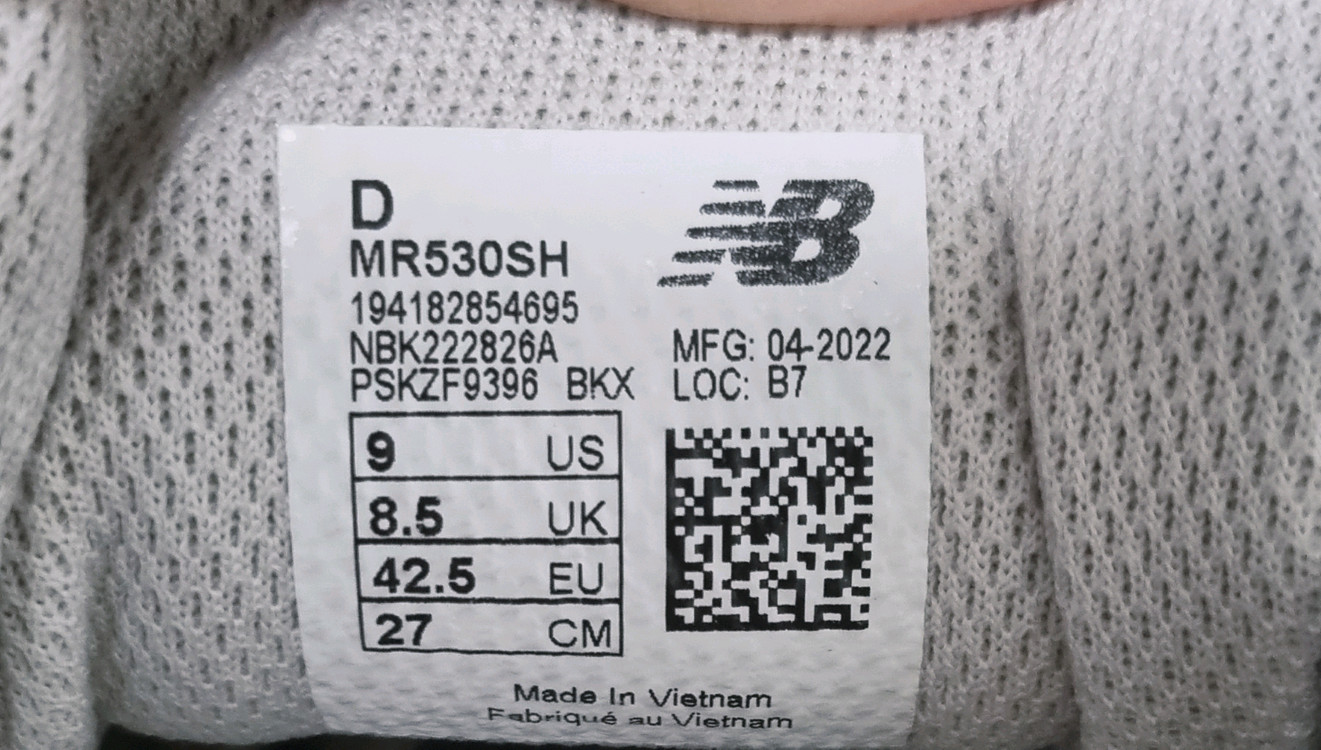 D
NB
MR530SH
194182854695
NBK222826A
MFG: 04-2022
PSKZF9396 BKX
LOC: B7
9 US
8.5 UK
42.5 EU
27 CM
Made In Vietnam
Fabriqué au Vietnam